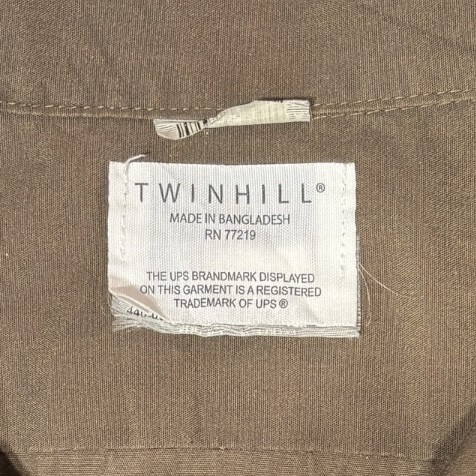 TWINHILL®
MADE IN BANGLADESH
RN 77219
THE UPS BRANDMARK DISPLAYED
ON THIS GARMENT IS A REGISTERED
TRADEMARK OF UPS ®